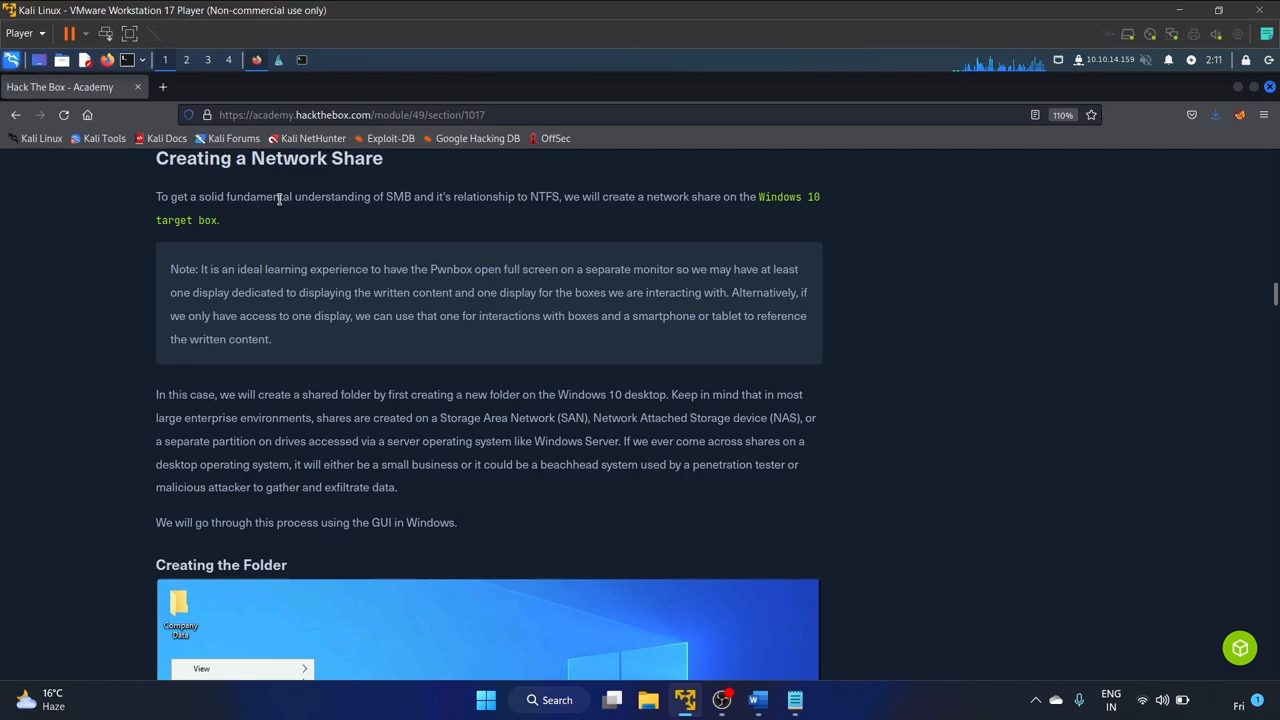 Kali Linux - VMware Workstation 17 Player (Non-commercial use only)
Player
1 2 3 4
10.10.14.159
2:11
Hack The Box - Academy
https://academy.hackthebox.com/module/49/section/1017
110%
Kali Linux
Kali Tools
Kali Docs
Kali Forums
Kali NetHunter
Exploit-DB
Google Hacking DB
OffSec
Creating a Network Share
To get a solid fundamental understanding of SMB and it's relationship to NTFS, we will create a network share on the Windows 10
target box.
Note: It is an ideal learning experience to have the Pwnbox open full screen on a separate monitor so we may have at least
one display dedicated to displaying the written content and one display for the boxes we are interacting with. Alternatively, if
we only have access to one display, we can use that one for interactions with boxes and a smartphone or tablet to reference
the written content.
In this case, we will create a shared folder by first creating a new folder on the Windows 10 desktop. Keep in mind that in most
large enterprise environments, shares are created on a Storage Area Network (SAN), Network Attached Storage device (NAS), or
a separate partition on drives accessed via a server operating system like Windows Server. If we ever come across shares on a
desktop operating system, it will either be a small business or it could be a beachhead system used by a penetration tester or
malicious attacker to gather and exfiltrate data.
We will go through this process using the GUI in Windows.
Creating the Folder
Company
Data
View
16°C
Haze
Search
ENG
IN
Fri
1